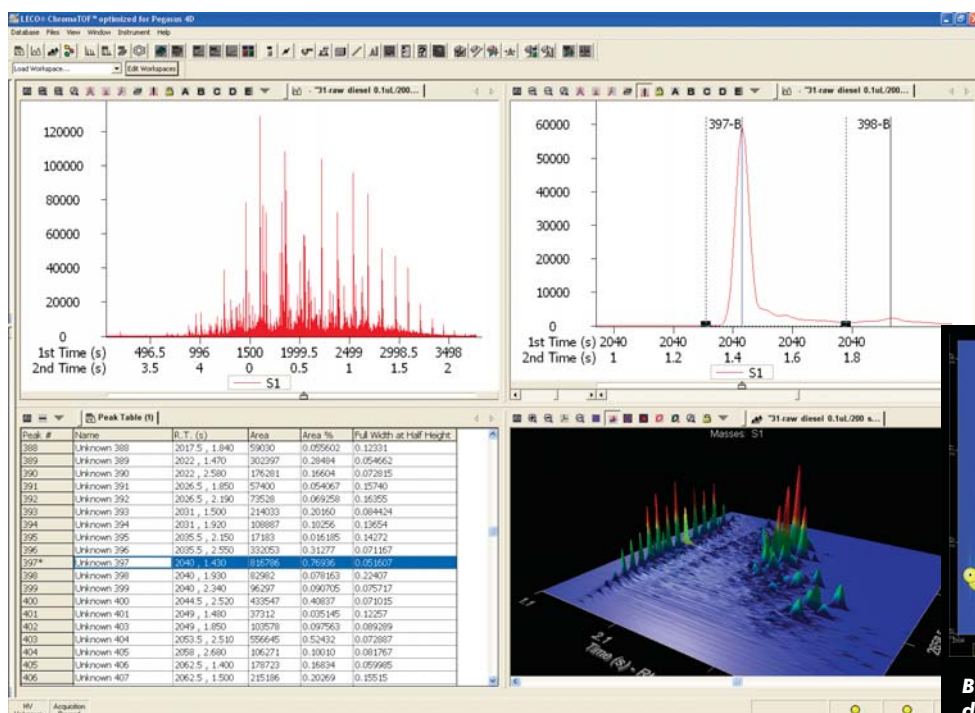 LECO® ChromaTOF™ optimized for Pegasus 4D
Database Files View Window Instrument Help
Load Workspace... Edit Workspaces
A B C D E - "31-raw diesel 0.1uL/200...
120000
100000
80000
60000
40000
20000
0
1st Time (s) 496.5 996 1500 1999.5 2499 2998.5 3498
2nd Time (s) 3.5 4 0 0.5 1 1.5 2
S1
A B C D E - "31-raw diesel 0.1uL/200...
397-B 398-B
60000
50000
40000
30000
20000
10000
0
1st Time (s) 2040 2040 2040 2040 2040
2nd Time (s) 1 1.2 1.4 1.6 1.8
S1
Peak Table (1)
Peak # Name R.T. (s) Area Area % Full Width at Half Height
388 Unknown 388 2017.5 , 1.840 59030 0.055602 0.12331
389 Unknown 389 2022 , 1.470 302397 0.28484 0.054662
390 Unknown 390 2022 , 2.580 176281 0.16604 0.072815
391 Unknown 391 2026.5 , 1.850 57400 0.054067 0.15740
392 Unknown 392 2026.5 , 2.190 73528 0.069258 0.16355
393 Unknown 393 2031 , 1.500 214033 0.20160 0.084424
394 Unknown 394 2031 , 1.920 108887 0.10256 0.13654
395 Unknown 395 2035.5 , 2.150 17183 0.016185 0.14272
396 Unknown 396 2035.5 , 2.550 332053 0.31277 0.071167
397* Unknown 397 2040 , 1.430 816786 0.76936 0.051607
398 Unknown 398 2040 , 1.930 82982 0.078163 0.22407
399 Unknown 399 2040 , 2.340 96297 0.090705 0.075717
400 Unknown 400 2044.5 , 2.520 433547 0.40837 0.071015
401 Unknown 401 2049 , 1.480 37312 0.035145 0.12257
402 Unknown 403 2049 , 1.850 103578 0.097563 0.089289
403 Unknown 404 2053.5 , 2.510 556645 0.52432 0.072887
404 Unknown 405 2058 , 2.680 106271 0.10010 0.081767
405 Unknown 406 2062.5 , 1.400 178723 0.16834 0.059985
406 Unknown 407 2062.5 , 1.500 215186 0.20269 0.15515
"31-raw diesel 0.1uL/200 s...
Masses: S1
1.1
2.1
Time (s) -
HV Acquisition
B
d